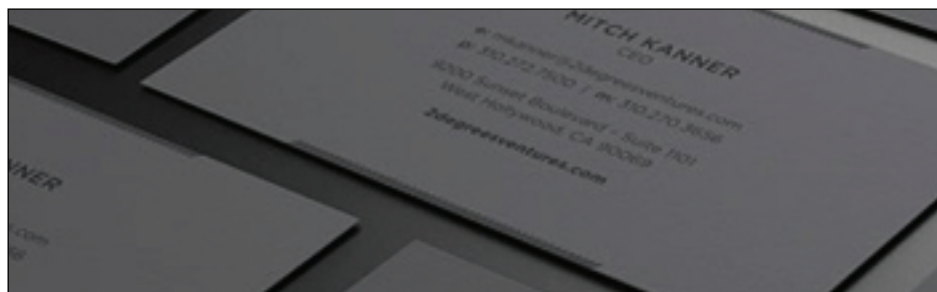 MITCH KANNER
CEO
e: mkanner@2degreesventures.com
p: 310.272.7500 | m: 310.270.3656
9000 Sunset Boulevard - Suite 1101
West Hollywood, CA 90069
2degreesventures.com
NNER
.com